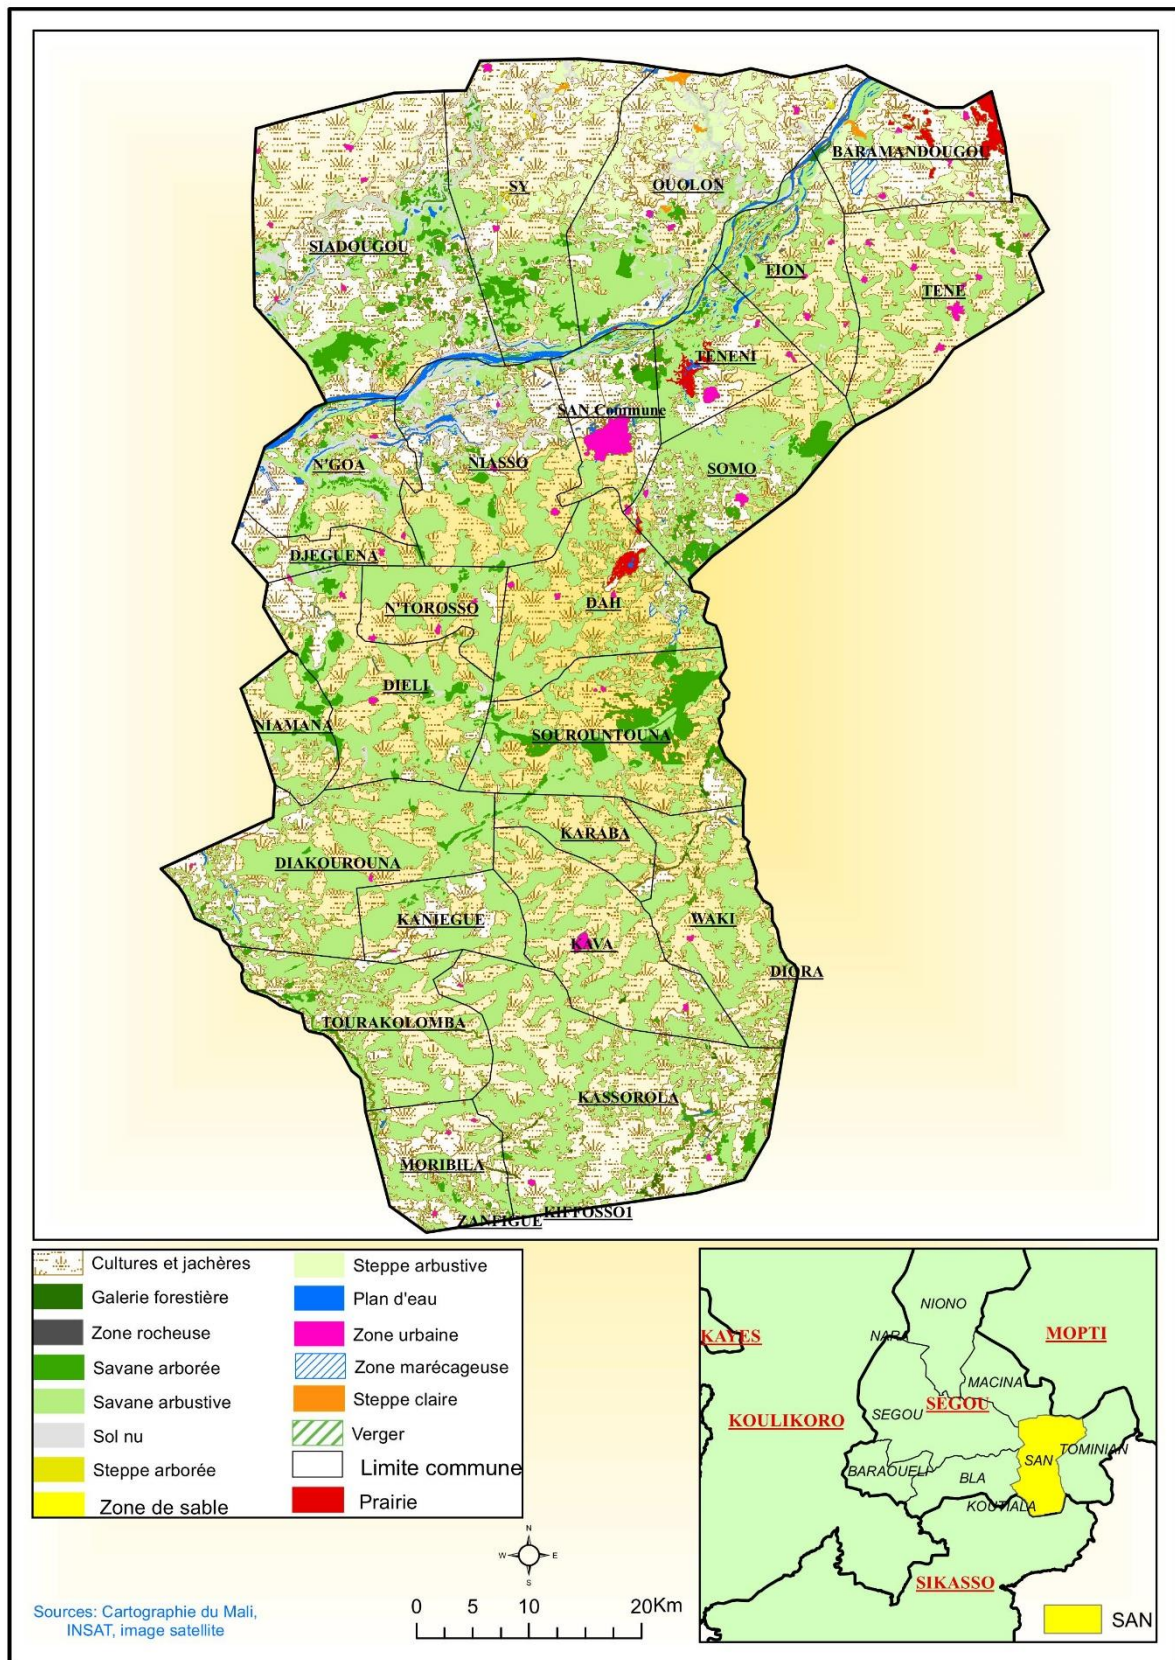 BARAMANDOUGOU
SY
OUOLON
SIADOUGOU
FION
TENE
TENENI
SAN Commune
N'GOA
NIASSO
SOMO
DJEGUENA
N'TOROSSO
DAH
DIELI
NIAMANA
SOUROUNTOUNA
KARABA
DIAKOUROUNA
KANIEGUE
WAKI
KAVA
DIORA
TOURAKOLOMBA
KASSOROLA
MORIBILA
ZANFIGUE
KIFFOSSO1
Cultures et jachères
Galerie forestière
Zone rocheuse
Savane arborée
Savane arbustive
Sol nu
Steppe arborée
Zone de sable
Steppe arbustive
Plan d'eau
Zone urbaine
Zone marécageuse
Steppe claire
Verger
Limite commune
Prairie
NIONO
KAYES
NARA
MOPTI
MACINA
SEGOU
SEGOU
KOULIKORO
TOMINIAN
SAN
BARAOUELI
BLA
KOUTIALA
SIKASSO
SAN
N
W
E
S
0 5 10 20Km
Sources: Cartographie du Mali,
INSAT, image satellite